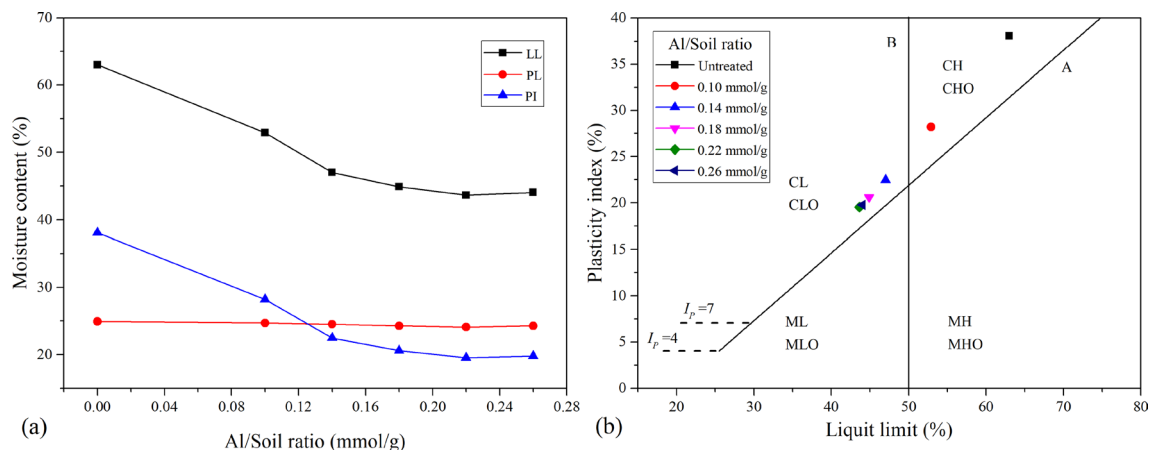 70
60
50
40
30
20
Moisture content (%)
LL
PL
PI
0.00 0.04 0.08 0.12 0.16 0.20 0.24 0.28
Al/Soil ratio (mmol/g)
(a)
40
35
30
25
20
15
10
5
0
Plasticity index (%)
Al/Soil ratio
Untreated
0.10 mmol/g
0.14 mmol/g
0.18 mmol/g
0.22 mmol/g
0.26 mmol/g
B
CH
CHO
A
CL
CLO
I_P=7
I_P=4
ML
MLO
MH
MHO
20 30 40 50 60 70 80
Liquit limit (%)
(b)